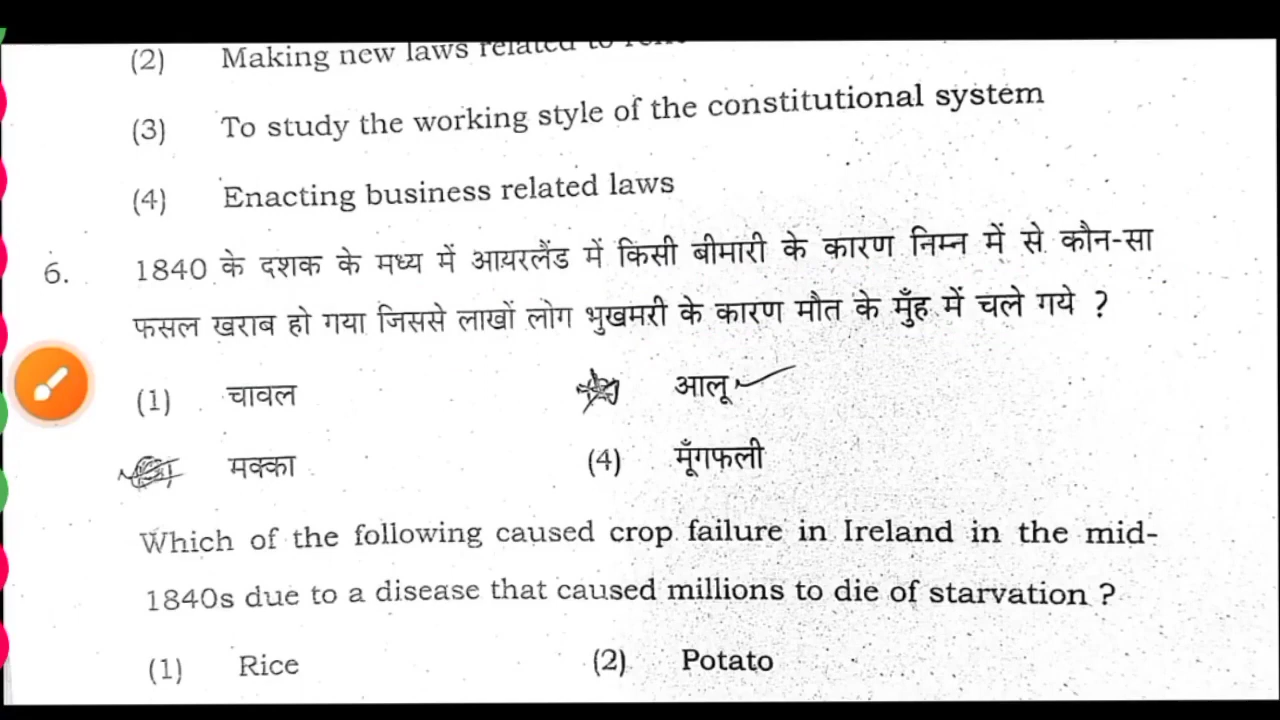 (2) Making new laws related to rent
(3) To study the working style of the constitutional system
(4) Enacting business related laws
6. 1840 के दशक के मध्य में आयरलैंड में किसी बीमारी के कारण निम्न में से कौन-सा
फसल ख़राब हो गया जिससे लाखों लोग भुखमरी के कारण मौत के मुँह में चले गये ?
(1) चावल आलू
मक्का (4) मूँगफली
Which of the following caused crop failure in Ireland in the mid-
1840s due to a disease that caused millions to die of starvation ?
(1) Rice (2) Potato